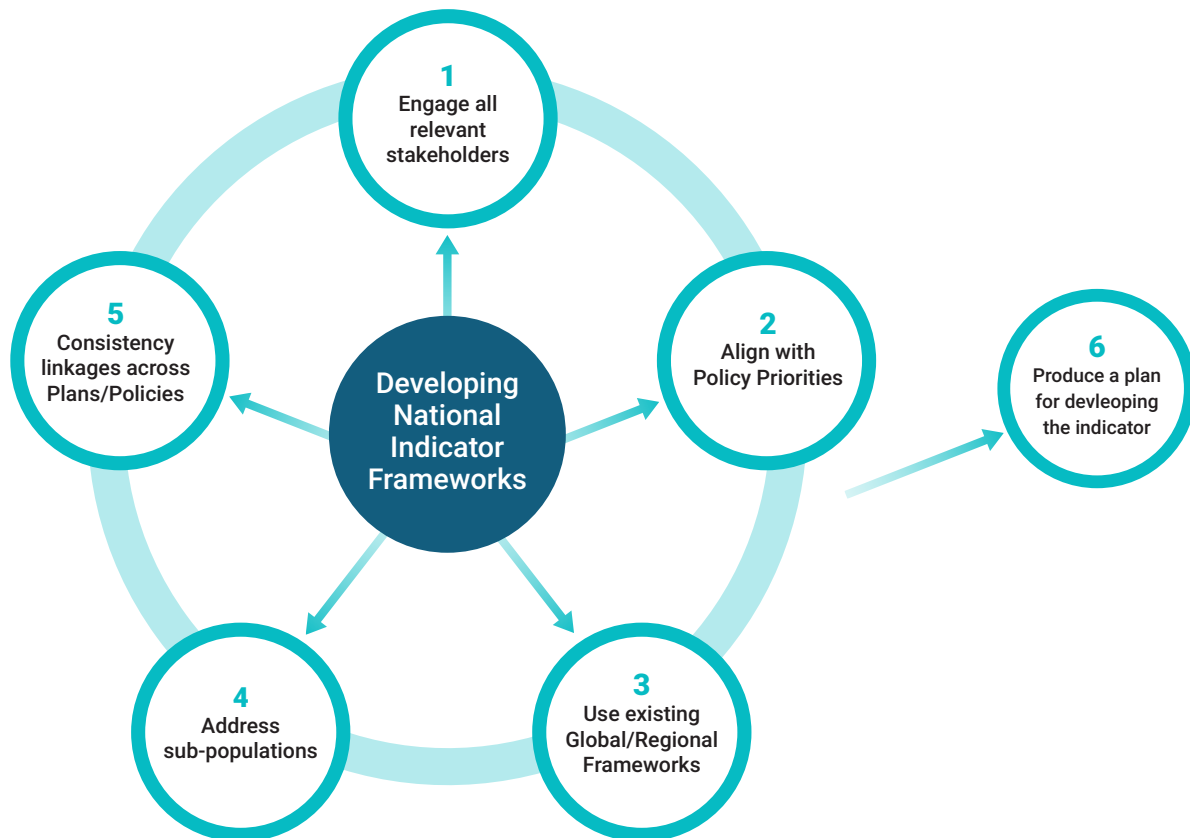 1
Engage all
relevant
stakeholders
2
Align with
Policy Priorities
3
Use existing
Global/Regional
Frameworks
4
Address
sub-populations
5
Consistency
linkages across
Plans/Policies
Developing
National
Indicator
Frameworks
6
Produce a plan
for devleoping
the indicator